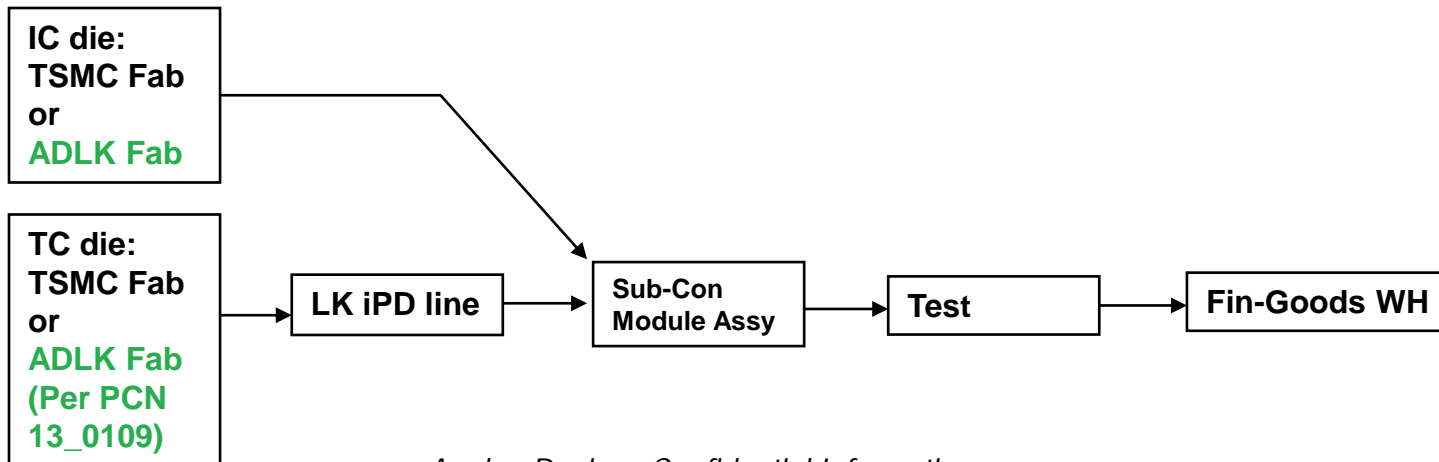 IC die:
TSMC Fab
or
ADLK Fab
TC die:
TSMC Fab
or
ADLK Fab
(Per PCN
13_0109)
LK iPD line
Sub-Con
Module Assy
Test
Fin-Goods WH